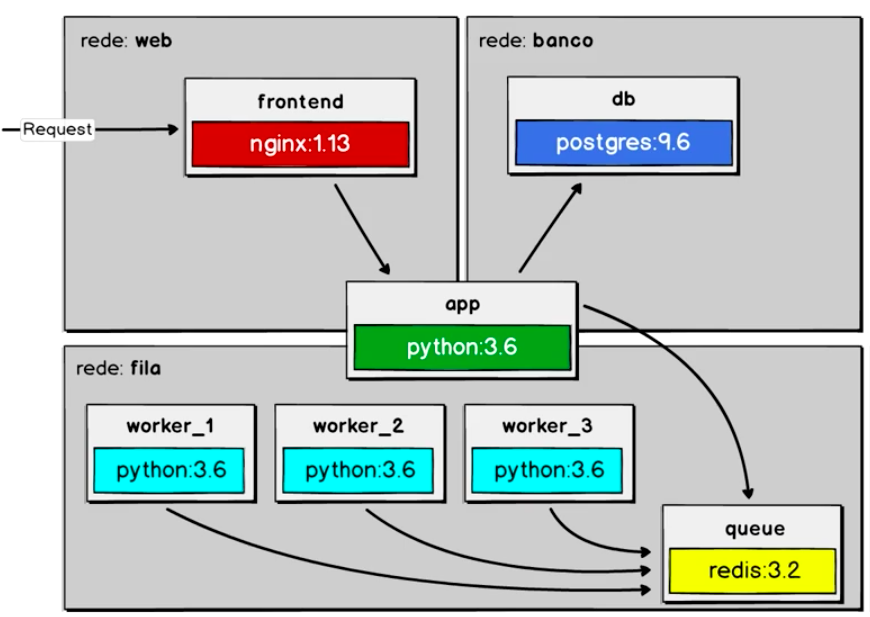 rede: web
rede: banco
Request
frontend
nginx:1.13
db
postgres:9.6
app
python:3.6
rede: fila
worker_1
python:3.6
worker_2
python:3.6
worker_3
python:3.6
queue
redis:3.2